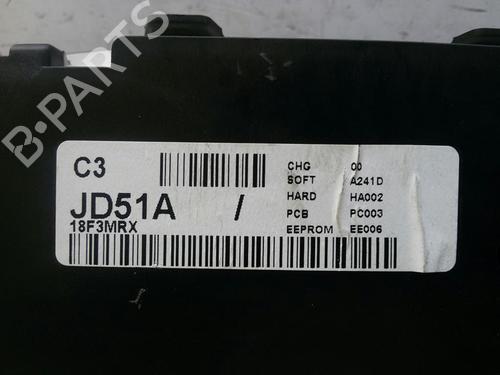 B-PARTS
C3
CHG 00
SOFT A241D
JD51A /
HARD HA002
18F3MRX
PCB PC003
EEPROM EE006